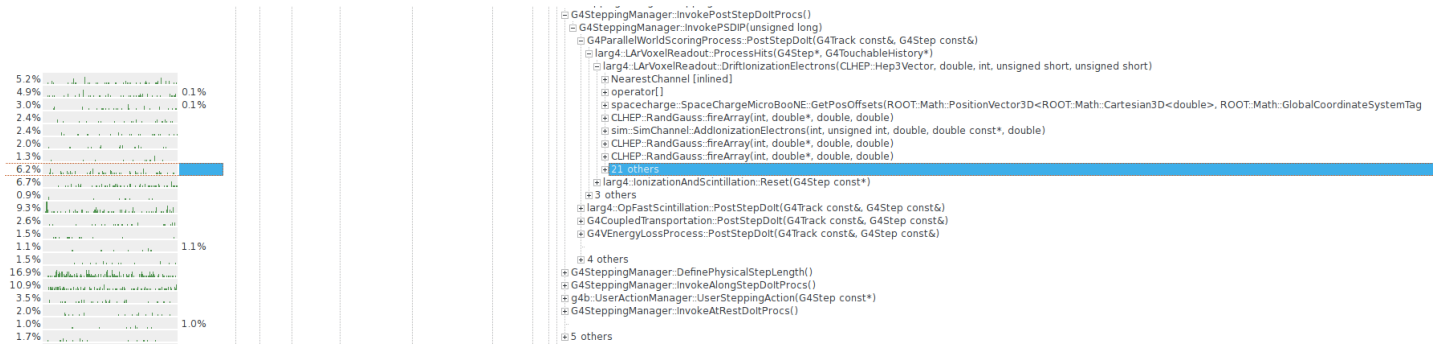 G4SteppingManager::InvokePostStepDoItProcs()
G4SteppingManager::InvokePSDIP(unsigned long)
G4ParallelWorldScoringProcess::PostStepDoIt(G4Track const&, G4Step const&)
larg4::LArVoxelReadout::ProcessHits(G4Step*, G4TouchableHistory*)
larg4::LArVoxelReadout::DriftIonizationElectrons(CLHEP::Hep3Vector, double, int, unsigned short, unsigned short)
5.2% NearestChannel [inlined]
4.9% 0.1% operator[]
3.0% 0.1% spacecharge::SpaceChargeMicroBooNE::GetPosOffsets(ROOT::Math::PositionVector3D<ROOT::Math::Cartesian3D<double>, ROOT::Math::GlobalCoordinateSystemTag
2.4% CLHEP::RandGauss::fireArray(int, double*, double, double)
2.4% sim::SimChannel::AddIonizationElectrons(int, unsigned int, double, double const*, double)
2.0% CLHEP::RandGauss::fireArray(int, double*, double, double)
1.3% CLHEP::RandGauss::fireArray(int, double*, double, double)
6.2% 21 others
6.7% larg4::IonizationAndScintillation::Reset(G4Step const*)
0.9% 3 others
9.3% larg4::OpFastScintillation::PostStepDoIt(G4Track const&, G4Step const&)
2.6% G4CoupledTransportation::PostStepDoIt(G4Track const&, G4Step const&)
1.5% G4VEnergyLossProcess::PostStepDoIt(G4Track const&, G4Step const&)
1.1% 1.1%
1.5% 4 others
16.9% G4SteppingManager::DefinePhysicalStepLength()
10.9% G4SteppingManager::InvokeAlongStepDoItProcs()
3.5% g4b::UserActionManager::UserSteppingAction(G4Step const*)
2.0% G4SteppingManager::InvokeAtRestDoItProcs()
1.0% 1.0%
1.7% 5 others